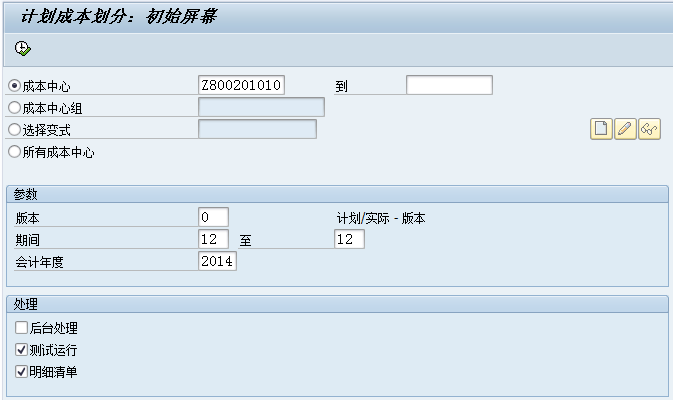 计划成本划分：初始屏幕
成本中心 Z800201010 到
成本中心组
选择变式
所有成本中心
参数
版本 0 计划/实际 - 版本
期间 12 至 12
会计年度 2014
处理
后台处理
测试运行
明细清单